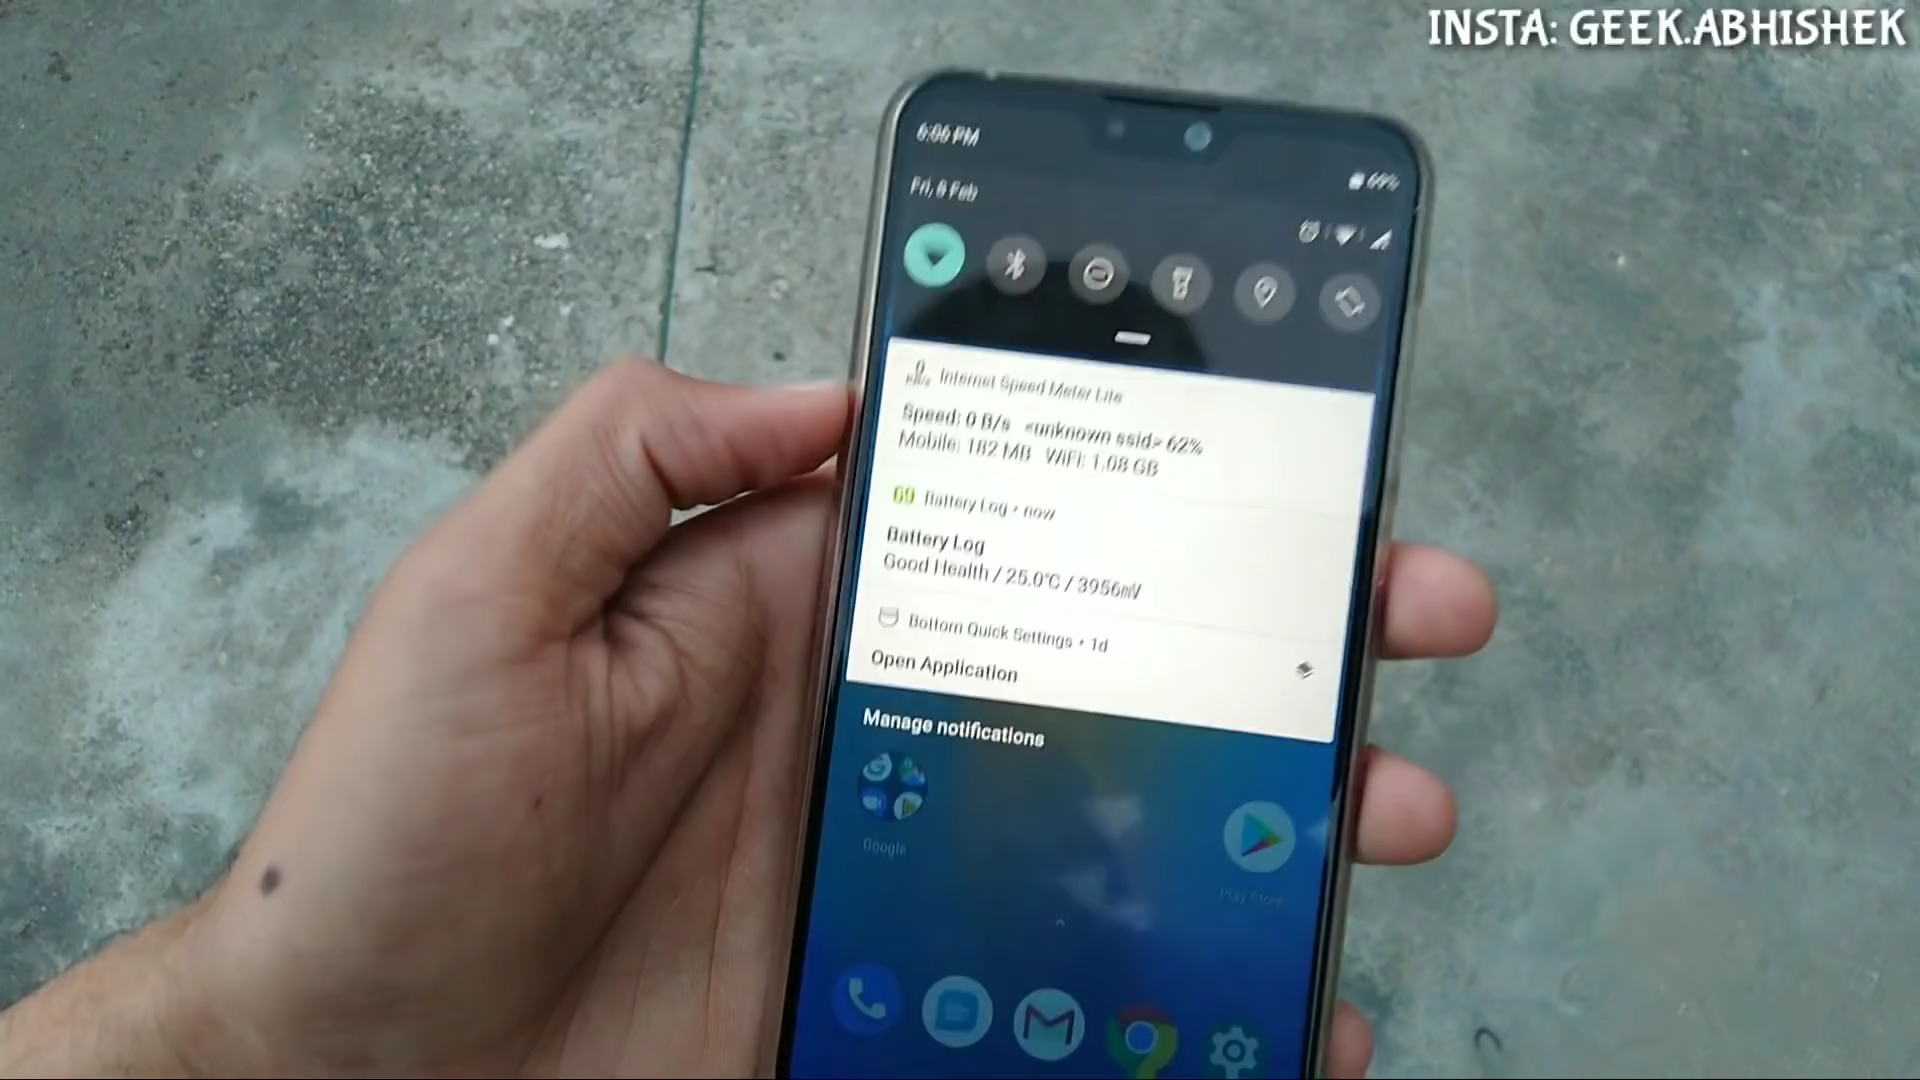 INSTA: GEEK.ABHISHEK
6:06 PM
69%
Fri, 8 Feb
Internet Speed Meter Lite
Speed: 0 B/s <unknown ssid> 62%
Mobile: 182 MB WiFi: 1.08 GB
69 Battery Log • now
Battery Log
Good Health / 25.0°C / 3956mV
Bottom Quick Settings • 1d
Open Application
Manage notifications
Google
Play Store